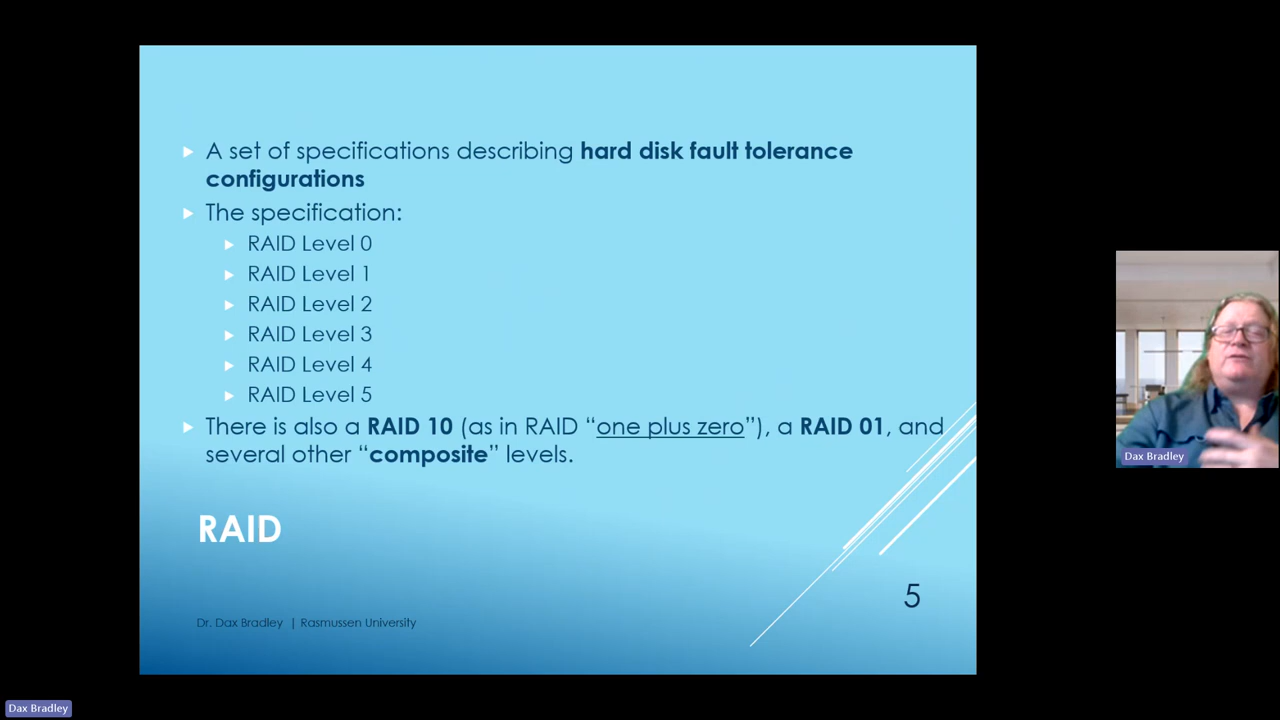 A set of specifications describing hard disk fault tolerance
configurations
The specification:
RAID Level 0
RAID Level 1
RAID Level 2
RAID Level 3
RAID Level 4
RAID Level 5
There is also a RAID 10 (as in RAID “one plus zero”), a RAID 01, and
several other “composite” levels.
RAID
5
Dr. Dax Bradley | Rasmussen University
Dax Bradley
Dax Bradley